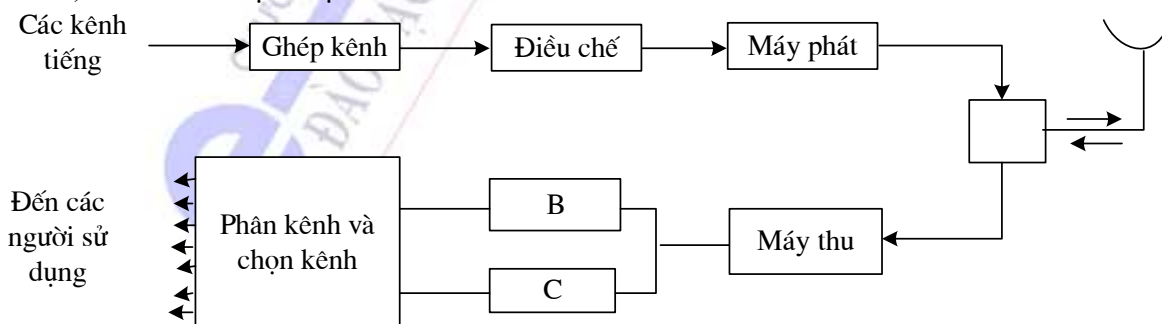 Các kênh
tiếng
Ghép kênh
Điều chế
Máy phát
Đến các
người sử
dụng
Phân kênh và
chọn kênh
B
C
Máy thu
ĐÀO